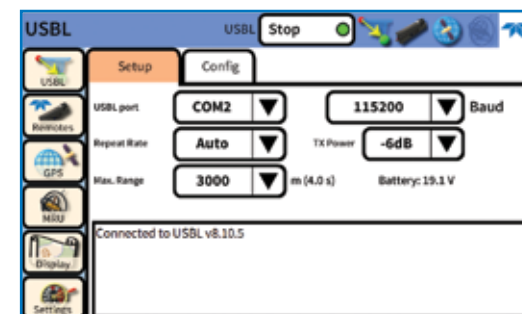 USBL
USBL Stop
USBL
Setup Config
USBL port COM2 115200 Baud
Remotes
Repeat Rate Auto TX Power -6dB
GPS
Max. Range 3000 m (4.0 s) Battery: 19.1 V
MRU
Connected to USBL v8.10.5
Display
Settings